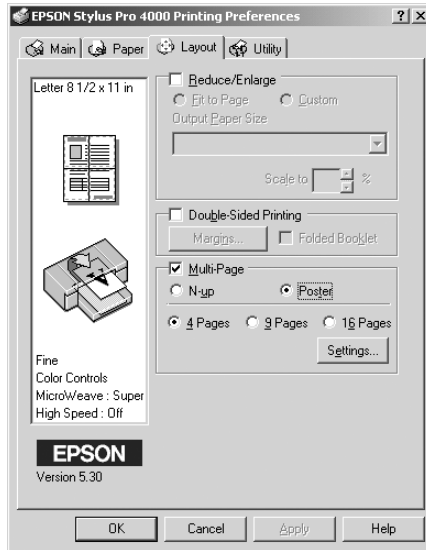 EPSON Stylus Pro 4000 Printing Preferences
Main Paper Layout Utility
Letter 8 1/2 x 11 in
Fine
Color Controls
MicroWeave : Super
High Speed : Off
EPSON
Version 5.30
Reduce/Enlarge
Fit to Page Custom
Output Paper Size
Scale to %
Double-Sided Printing
Margins... Folded Booklet
Multi-Page
N-up Poster
4 Pages 9 Pages 16 Pages
Settings...
OK Cancel Apply Help